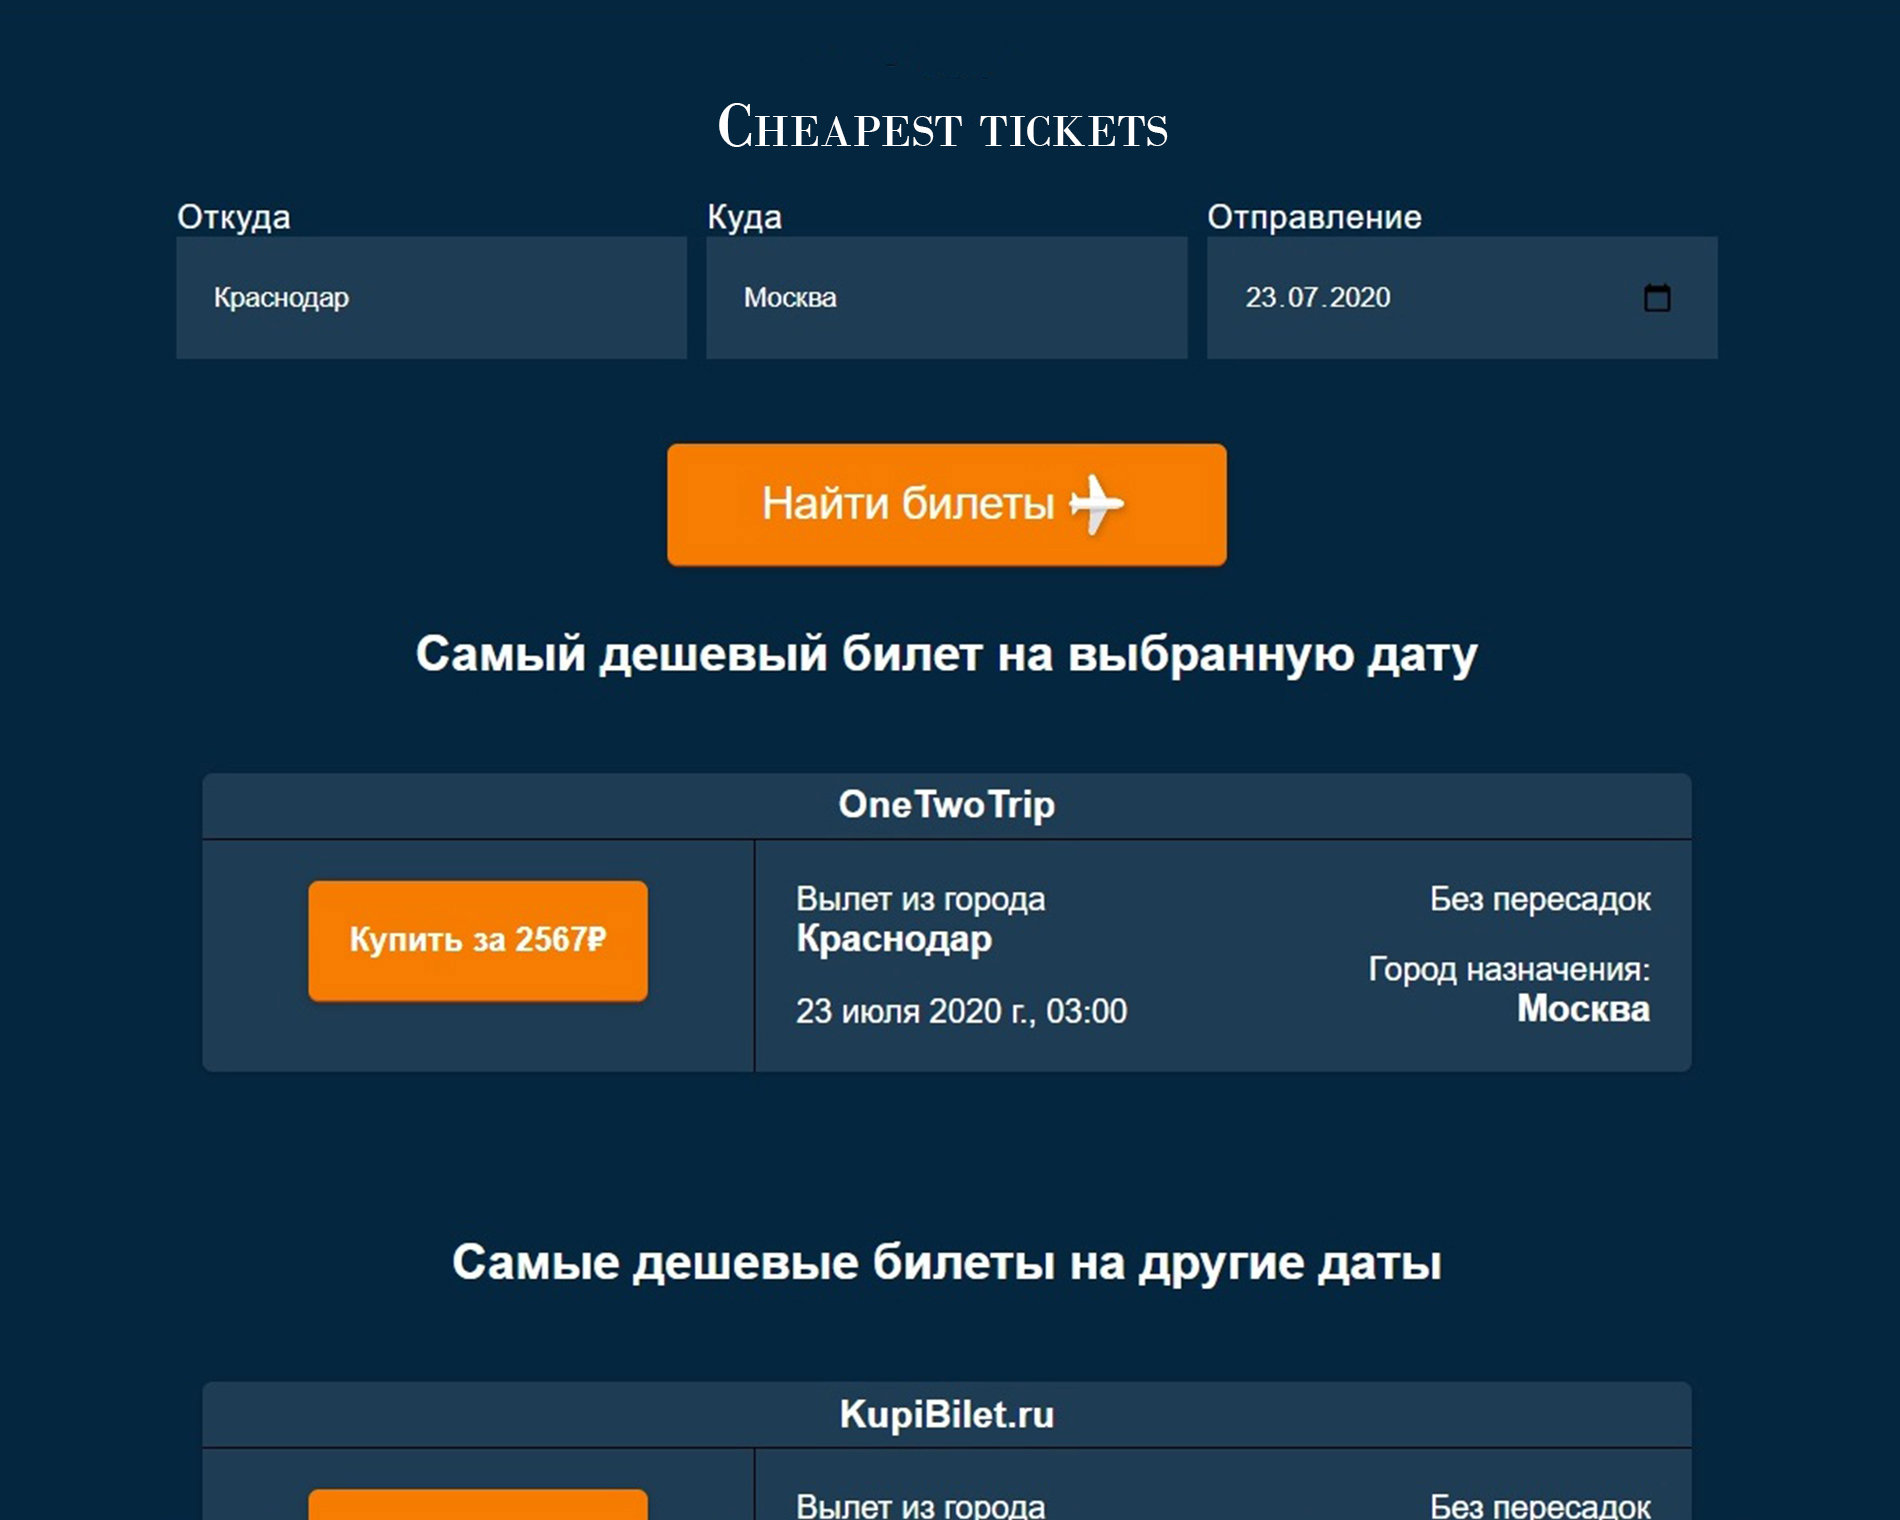 Cheapest tickets
Откуда
Куда
Отправление
Краснодар
Москва
23.07.2020
Найти билеты
Самый дешевый билет на выбранную дату
OneTwoTrip
Купить за 2567₽
Вылет из города
Краснодар
23 июля 2020 г., 03:00
Без пересадок
Город назначения:
Москва
Самые дешевые билеты на другие даты
KupiBilet.ru
Вылет из города
Без пересадок